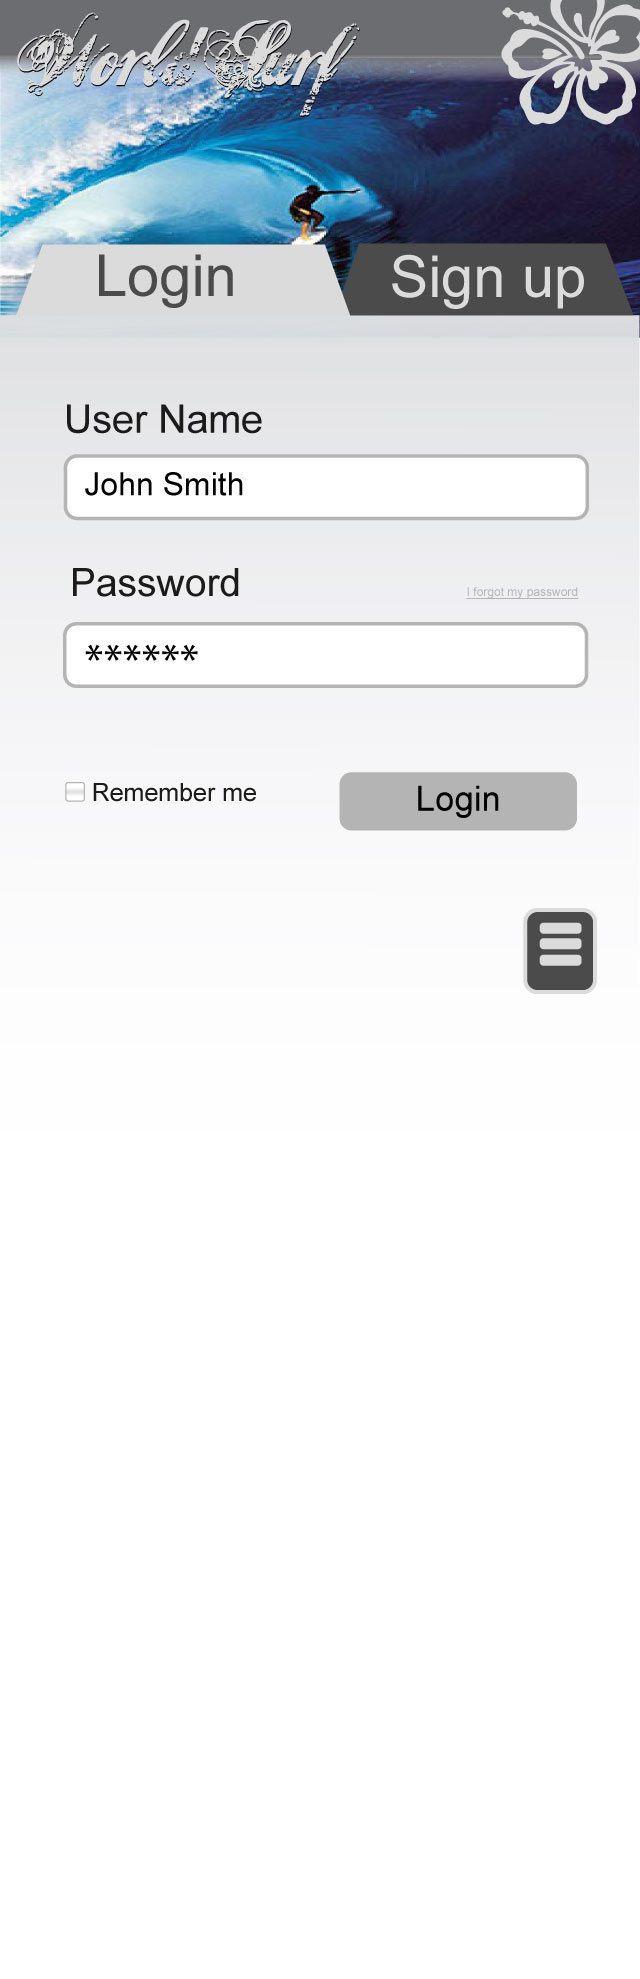 World Surf
Login
Sign up
User Name
John Smith
Password
I forgot my password
******
Remember me
Login